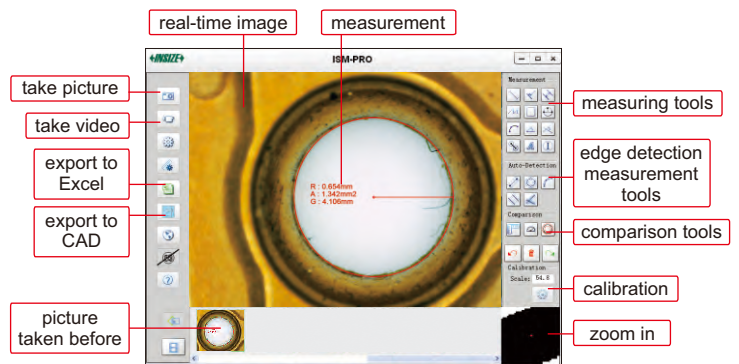 real-time image
measurement
INSIZE
ISM-PRO
take picture
take video
export to
Excel
export to
CAD
picture
taken before
R : 0.654mm
A : 1.342mm2
G : 4.106mm
Measurement
Auto-Detection
Comparison
Calibration
Scale: 54.8
measuring tools
edge detection
measurement
tools
comparison tools
calibration
zoom in